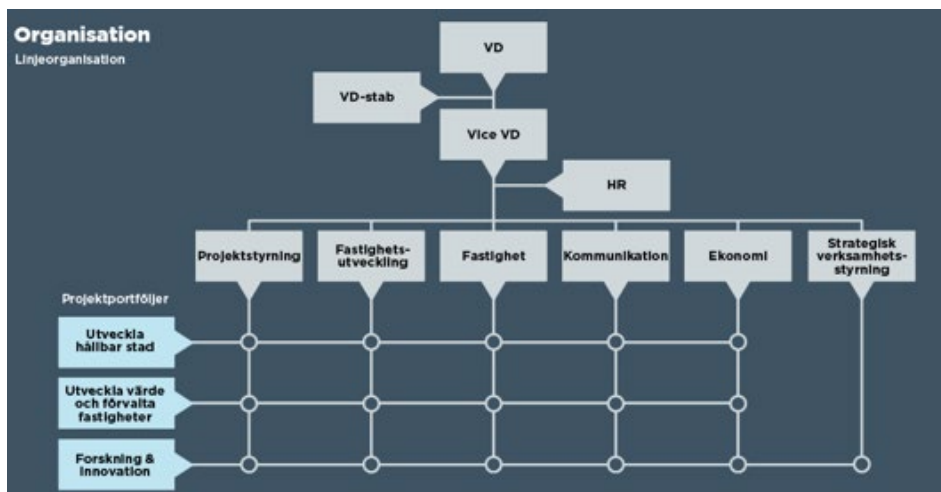 Organisation
Linjeorganisation
VD
VD-stab
Vice VD
HR
Projektstyrning
Fastighets-
utveckling
Fastighet
Kommunikation
Ekonomi
Strategisk
verksamhets-
styrning
Projektportföljer
Utveckla
hållbar stad
Utveckla värde
och förvalta
fastigheter
Forskning &
Innovation